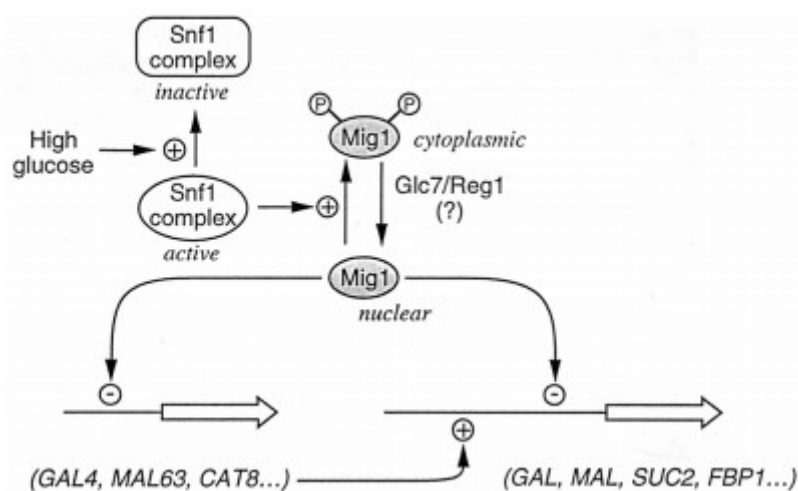 Snf1
complex
inactive
P
P
Mig1
cytoplasmic
High
glucose
+
Snf1
complex
active
+
Glc7/Reg1
(?)
Mig1
nuclear
-
-
+
(GAL4, MAL63, CAT8...)
(GAL, MAL, SUC2, FBP1...)